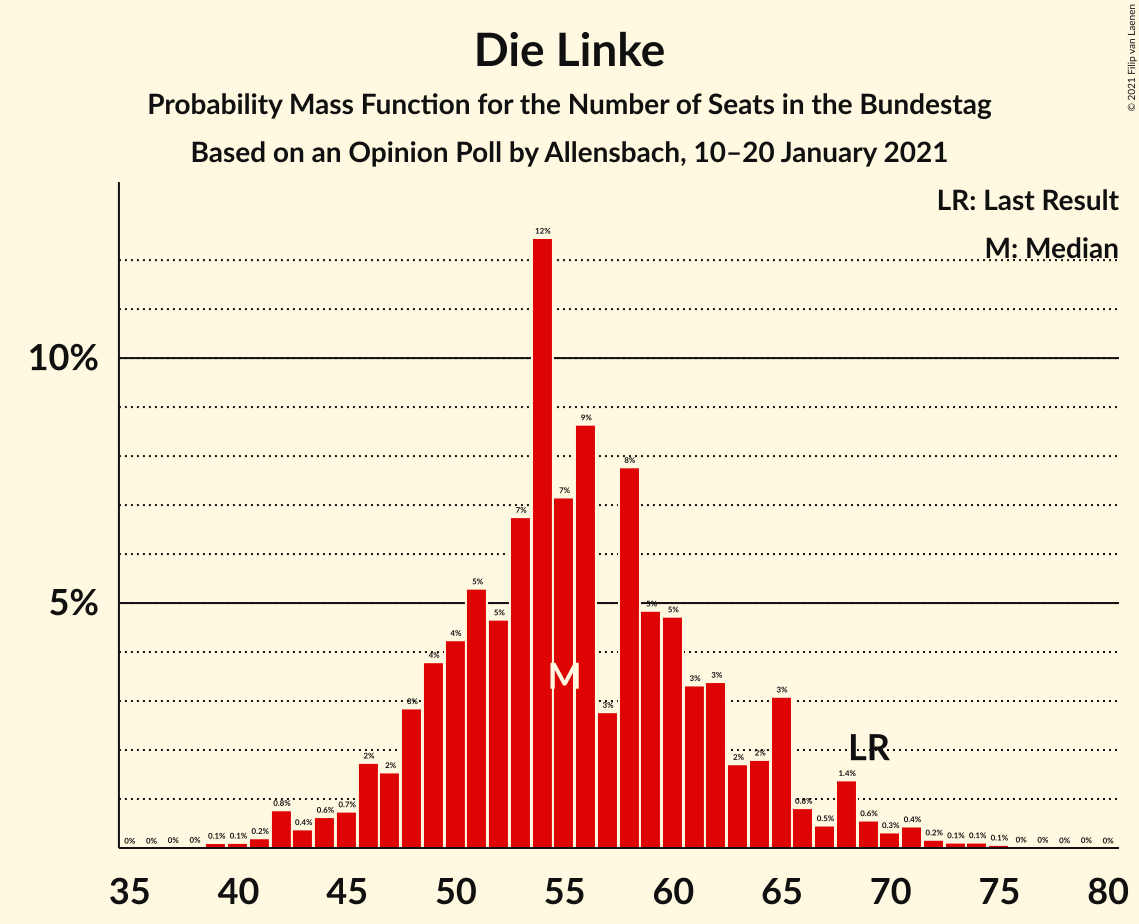 Die Linke
Probability Mass Function for the Number of Seats in the Bundestag
Based on an Opinion Poll by Allensbach, 10–20 January 2021
© 2021 Filip van Laenen
LR: Last Result
M: Median
10%
5%
0% 0% 0% 0% 0.1% 0.1% 0.2% 0.8% 0.4% 0.6% 0.7% 2% 2% 3% 4% 4% 5% 5% 7% 12% 7% 9% 3% 8% 5% 5% 3% 3% 2% 2% 3% 0.8% 0.5% 1.4% 0.6% 0.3% 0.4% 0.2% 0.1% 0.1% 0.1% 0% 0% 0% 0% 0%
M
LR
35 40 45 50 55 60 65 70 75 80